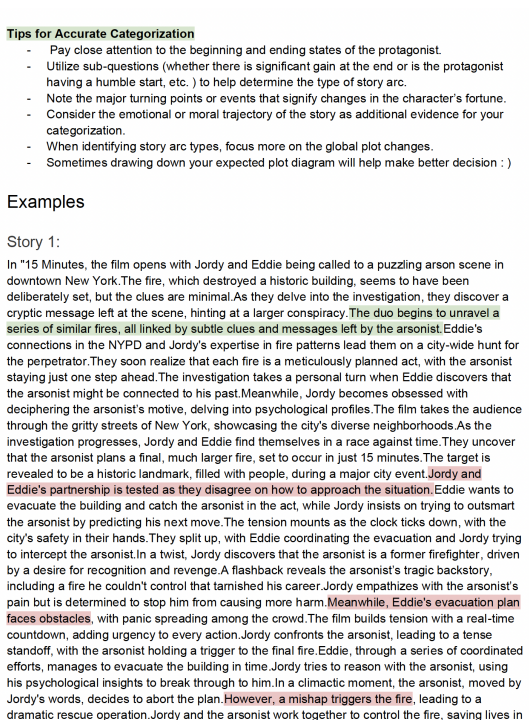 Tips for Accurate Categorization
- Pay close attention to the beginning and ending states of the protagonist.
- Utilize sub-questions (whether there is significant gain at the end or is the protagonist
having a humble start, etc. ) to help determine the type of story arc.
- Note the major turning points or events that signify changes in the character's fortune.
- Consider the emotional or moral trajectory of the story as additional evidence for your
categorization.
- When identifying story arc types, focus more on the global plot changes.
- Sometimes drawing down your expected plot diagram will help make better decision : )
Examples
Story 1:
In "15 Minutes, the film opens with Jordy and Eddie being called to a puzzling arson scene in
downtown New York.The fire, which destroyed a historic building, seems to have been
deliberately set, but the clues are minimal.As they delve into the investigation, they discover a
cryptic message left at the scene, hinting at a larger conspiracy.The duo begins to unravel a
series of similar fires, all linked by subtle clues and messages left by the arsonist.Eddie's
connections in the NYPD and Jordy's expertise in fire patterns lead them on a city-wide hunt for
the perpetrator.They soon realize that each fire is a meticulously planned act, with the arsonist
staying just one step ahead.The investigation takes a personal turn when Eddie discovers that
the arsonist might be connected to his past.Meanwhile, Jordy becomes obsessed with
deciphering the arsonist's motive, delving into psychological profiles.The film takes the audience
through the gritty streets of New York, showcasing the city's diverse neighborhoods.As the
investigation progresses, Jordy and Eddie find themselves in a race against time.They uncover
that the arsonist plans a final, much larger fire, set to occur in just 15 minutes.The target is
revealed to be a historic landmark, filled with people, during a major city event.Jordy and
Eddie's partnership is tested as they disagree on how to approach the situation.Eddie wants to
evacuate the building and catch the arsonist in the act, while Jordy insists on trying to outsmart
the arsonist by predicting his next move.The tension mounts as the clock ticks down, with the
city's safety in their hands.They split up, with Eddie coordinating the evacuation and Jordy trying
to intercept the arsonist.In a twist, Jordy discovers that the arsonist is a former firefighter, driven
by a desire for recognition and revenge.A flashback reveals the arsonist's tragic backstory,
including a fire he couldn't control that tarnished his career.Jordy empathizes with the arsonist's
pain but is determined to stop him from causing more harm.Meanwhile, Eddie's evacuation plan
faces obstacles, with panic spreading among the crowd.The film builds tension with a real-time
countdown, adding urgency to every action.Jordy confronts the arsonist, leading to a tense
standoff, with the arsonist holding a trigger to the final fire.Eddie, through a series of coordinated
efforts, manages to evacuate the building in time.Jordy tries to reason with the arsonist, using
his psychological insights to break through to him.In a climactic moment, the arsonist, moved by
Jordy's words, decides to abort the plan.However, a mishap triggers the fire, leading to a
dramatic rescue operation.Jordy and the arsonist work together to control the fire, saving lives in